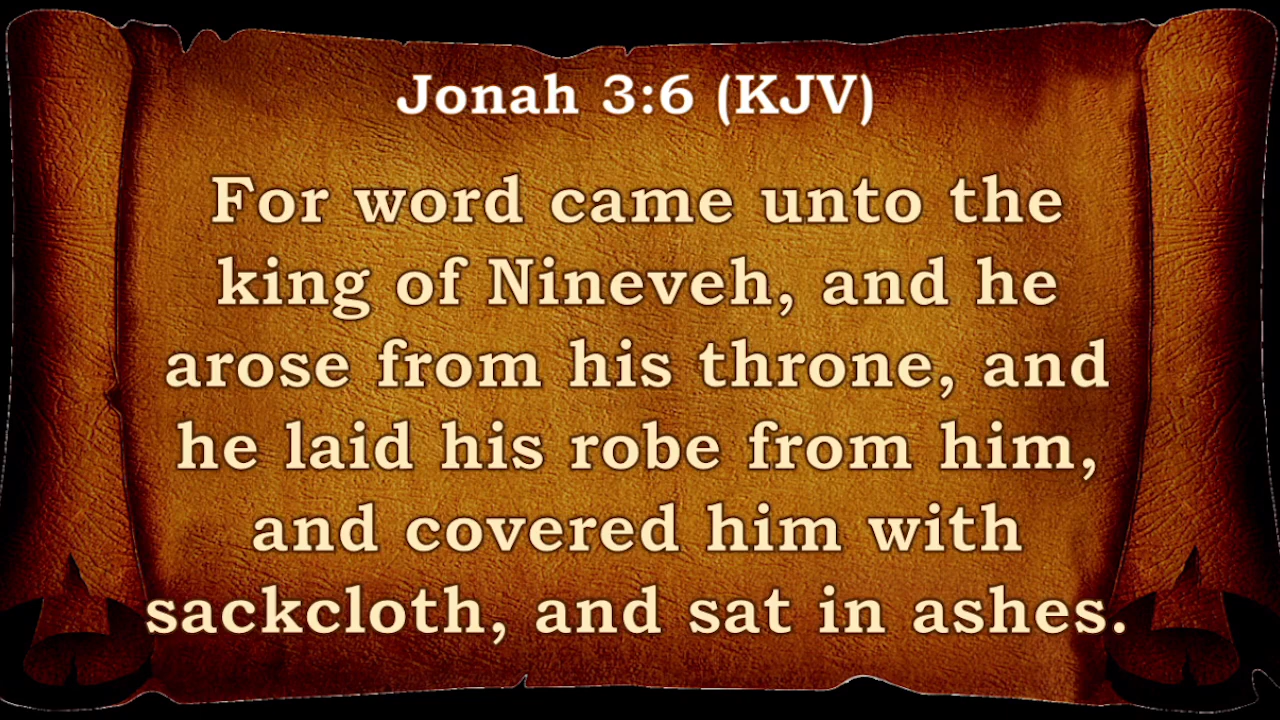 Jonah 3:6 (KJV)
For word came unto the
king of Nineveh, and he
arose from his throne, and
he laid his robe from him,
and covered him with
sackcloth, and sat in ashes.